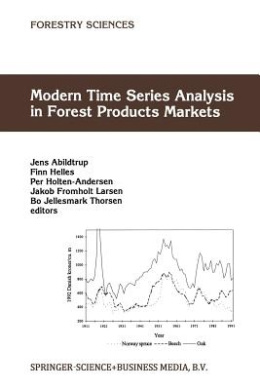 FORESTRY SCIENCES
Modern Time Series Analysis
in Forest Products Markets
Jens Abildtrup
Finn Helles
Per Holten-Andersen
Jakob Fromholt Larsen
Bo Jellesmark Thorsen
editors
Year
Norway spruce Beech Oak
SPRINGER-SCIENCE+BUSINESS MEDIA, B.V.